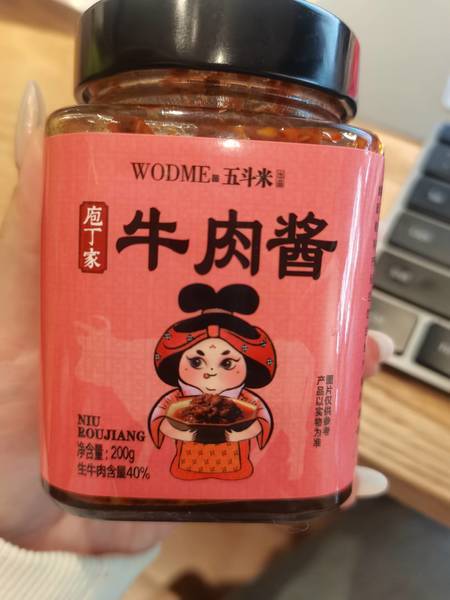 WODME 五斗米
庖丁家
牛肉酱
NIU
ROUJIANG
净含量:200g
生牛肉含量40%
图片仅供参考
产品以实物为准